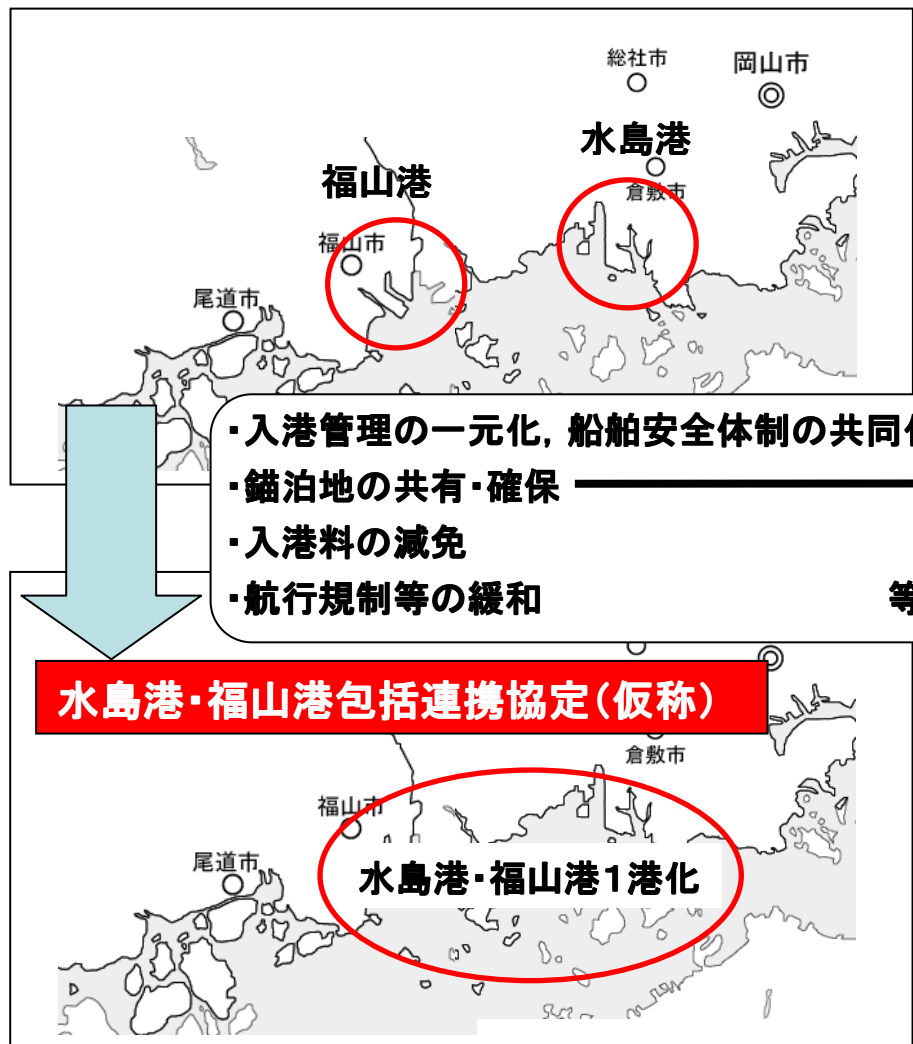 総社市
岡山市
水島港
倉敷市
福山港
福山市
尾道市
・入港管理の一元化，船舶安全体制の共同
・錨泊地の共有・確保
・入港料の減免
・航行規制等の緩和 等
水島港・福山港包括連携協定（仮称）
倉敷市
福山市
尾道市
水島港・福山港１港化